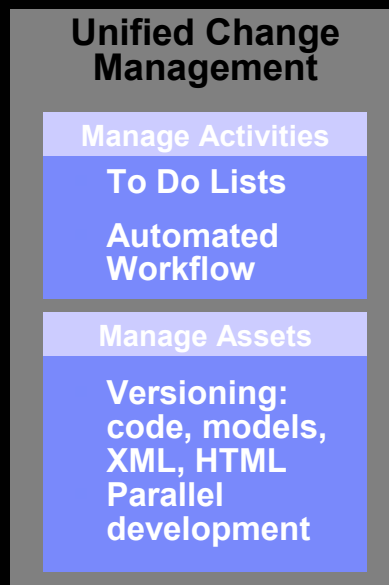 Unified Change
Management
Manage Activities
To Do Lists
Automated
Workflow
Manage Assets
Versioning:
code, models,
XML, HTML
Parallel
development